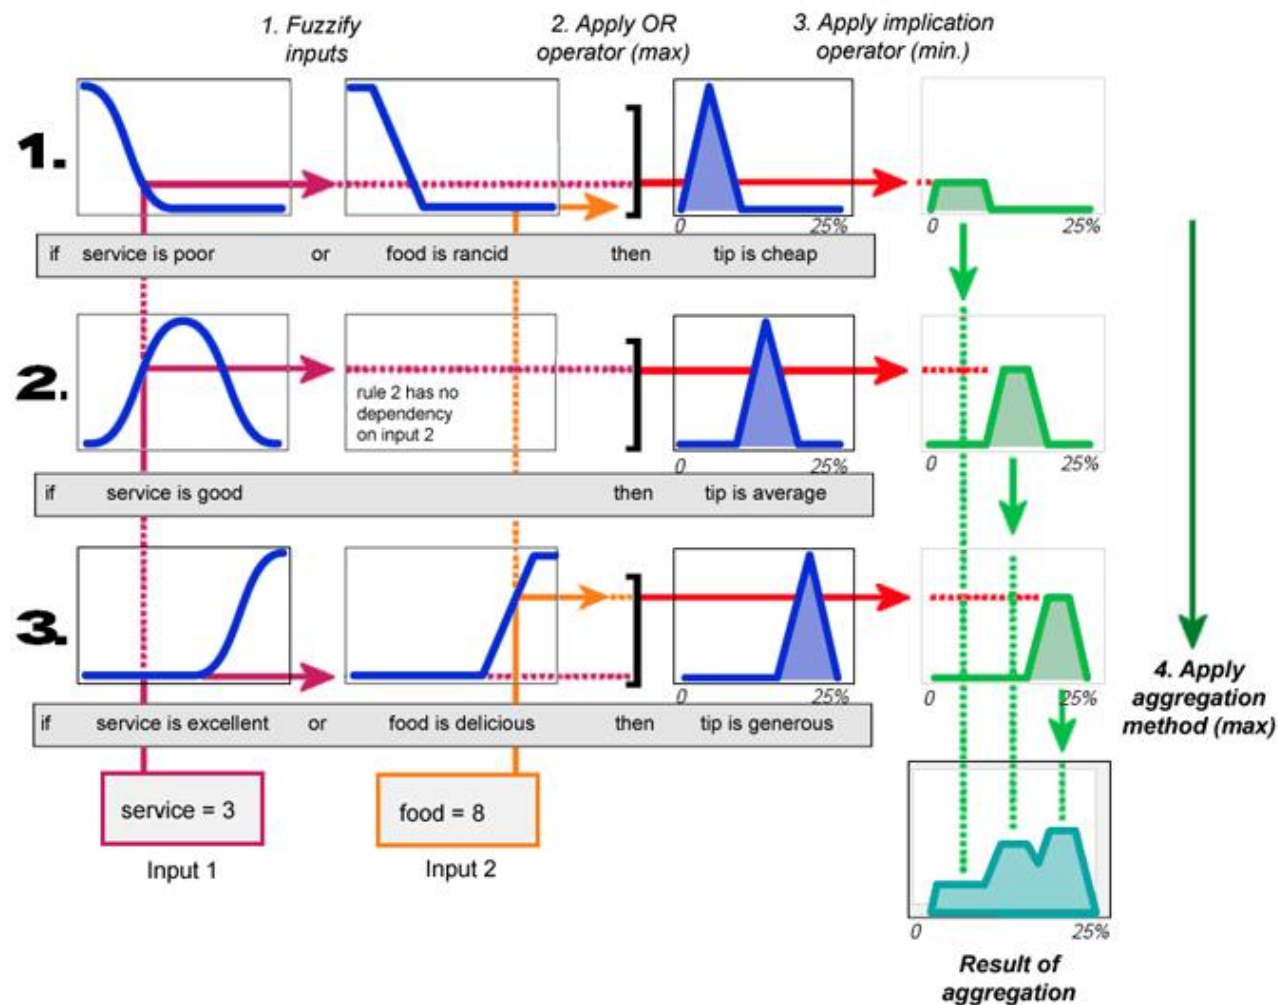 1. Fuzzify
inputs
2. Apply OR
operator (max)
3. Apply implication
operator (min.)
1.
0 25%
0 25%
if service is poor or food is rancid then tip is cheap
2.
rule 2 has no
dependency
on input 2
0 25%
0 25%
if service is good then tip is average
3.
0 25%
0 25%
if service is excellent or food is delicious then tip is generous
4. Apply
aggregation
method (max)
service = 3
food = 8
Input 1
Input 2
0 25%
Result of
aggregation